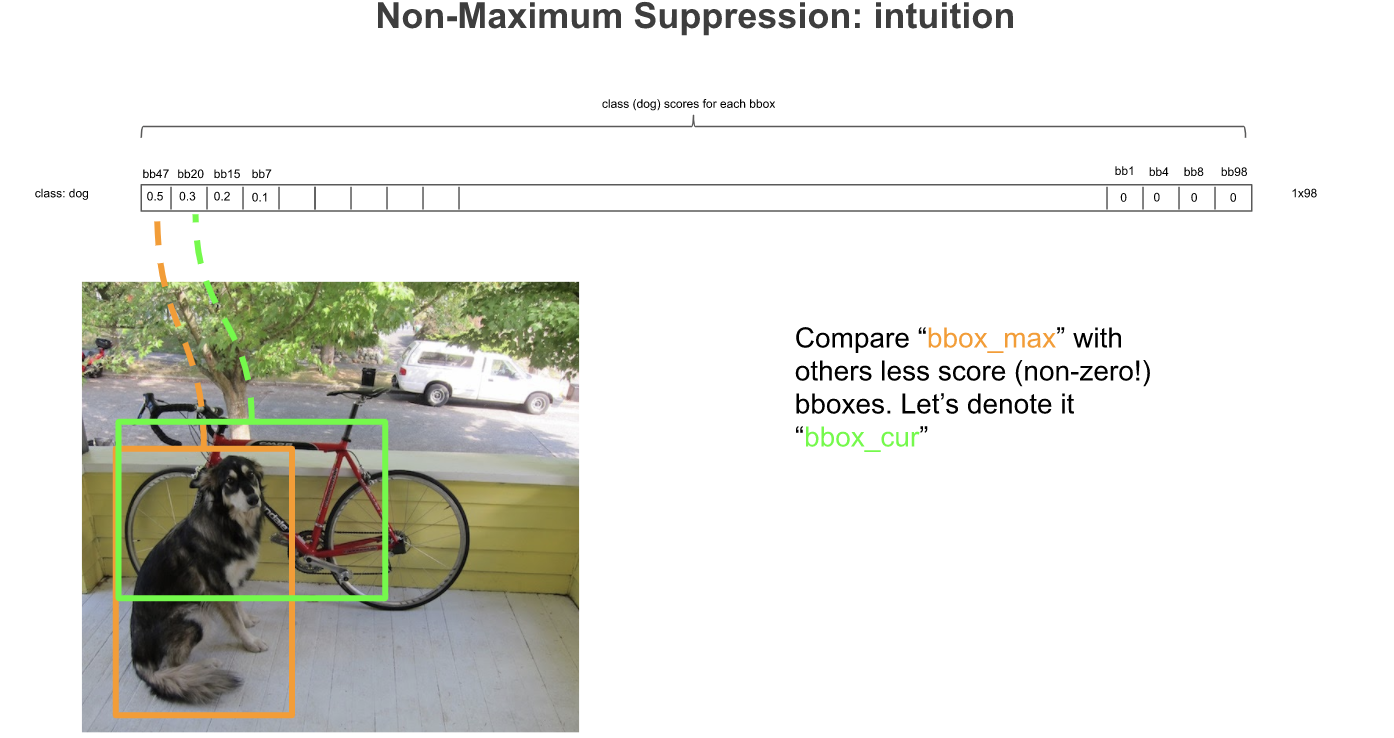 Non-Maximum Suppression: intuition
class (dog) scores for each bbox
bb47 bb20 bb15 bb7 bb1 bb4 bb8 bb98
class: dog 0.5 0.3 0.2 0.1 0 0 0 0 1x98
Compare “bbox_max” with
others less score (non-zero!)
bboxes. Let’s denote it
“bbox_cur”